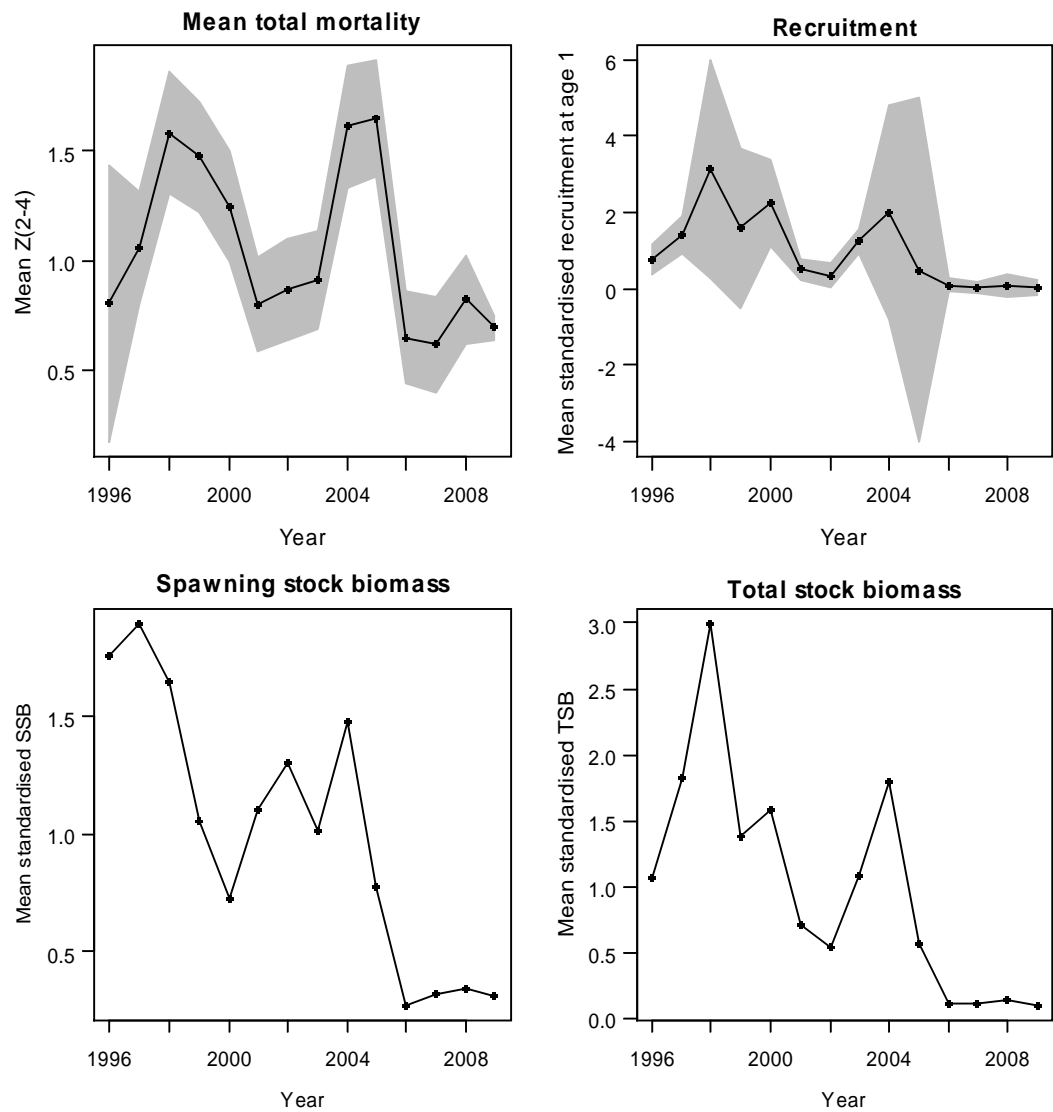 Mean total mortality
Mean Z(2-4)
1.5
1.0
0.5
1996 2000 2004 2008
Year
Recruitment
Mean standardised recruitment at age 1
6
4
2
0
-2
-4
1996 2000 2004 2008
Year
Spawning stock biomass
Mean standardised SSB
1.5
1.0
0.5
1996 2000 2004 2008
Year
Total stock biomass
Mean standardised TSB
3.0
2.5
2.0
1.5
1.0
0.5
0.0
1996 2000 2004 2008
Year